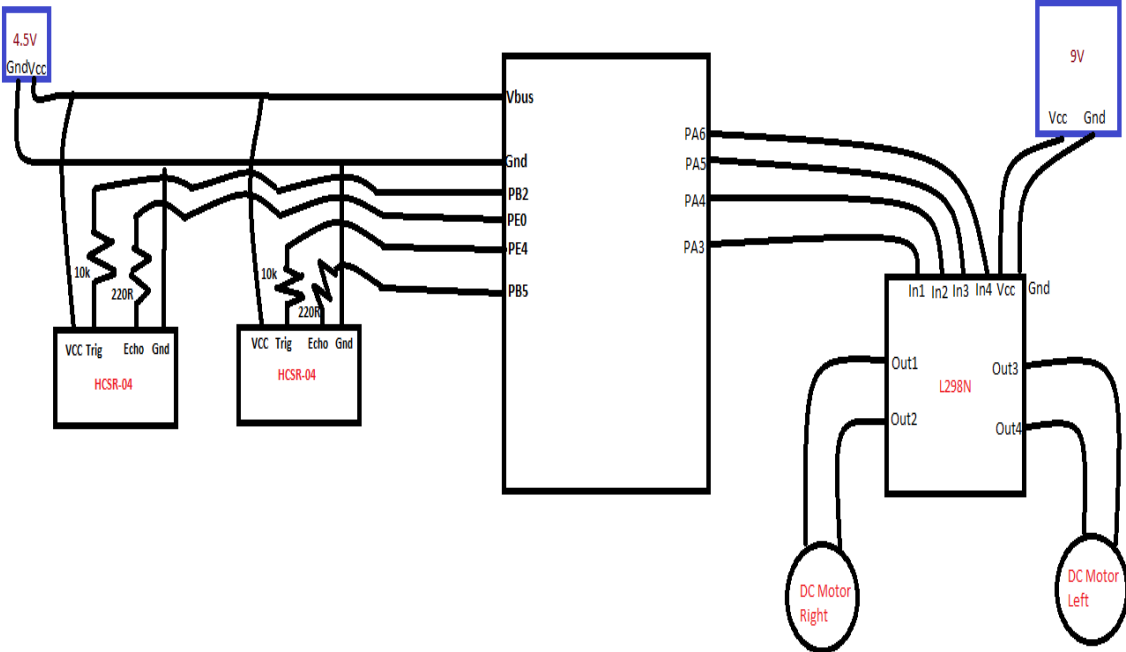 4.5V
Gnd Vcc
Vbus
Gnd
PB2
PE0
PE4
PB5
10k
220R
10k
220R
VCC Trig Echo Gnd
HCSR-04
VCC Trig Echo Gnd
HCSR-04
PA6
PA5
PA4
PA3
9V
Vcc Gnd
In1 In2 In3 In4 Vcc Gnd
Out1
Out2
L298N
Out3
Out4
DC Motor
Right
DC Motor
Left